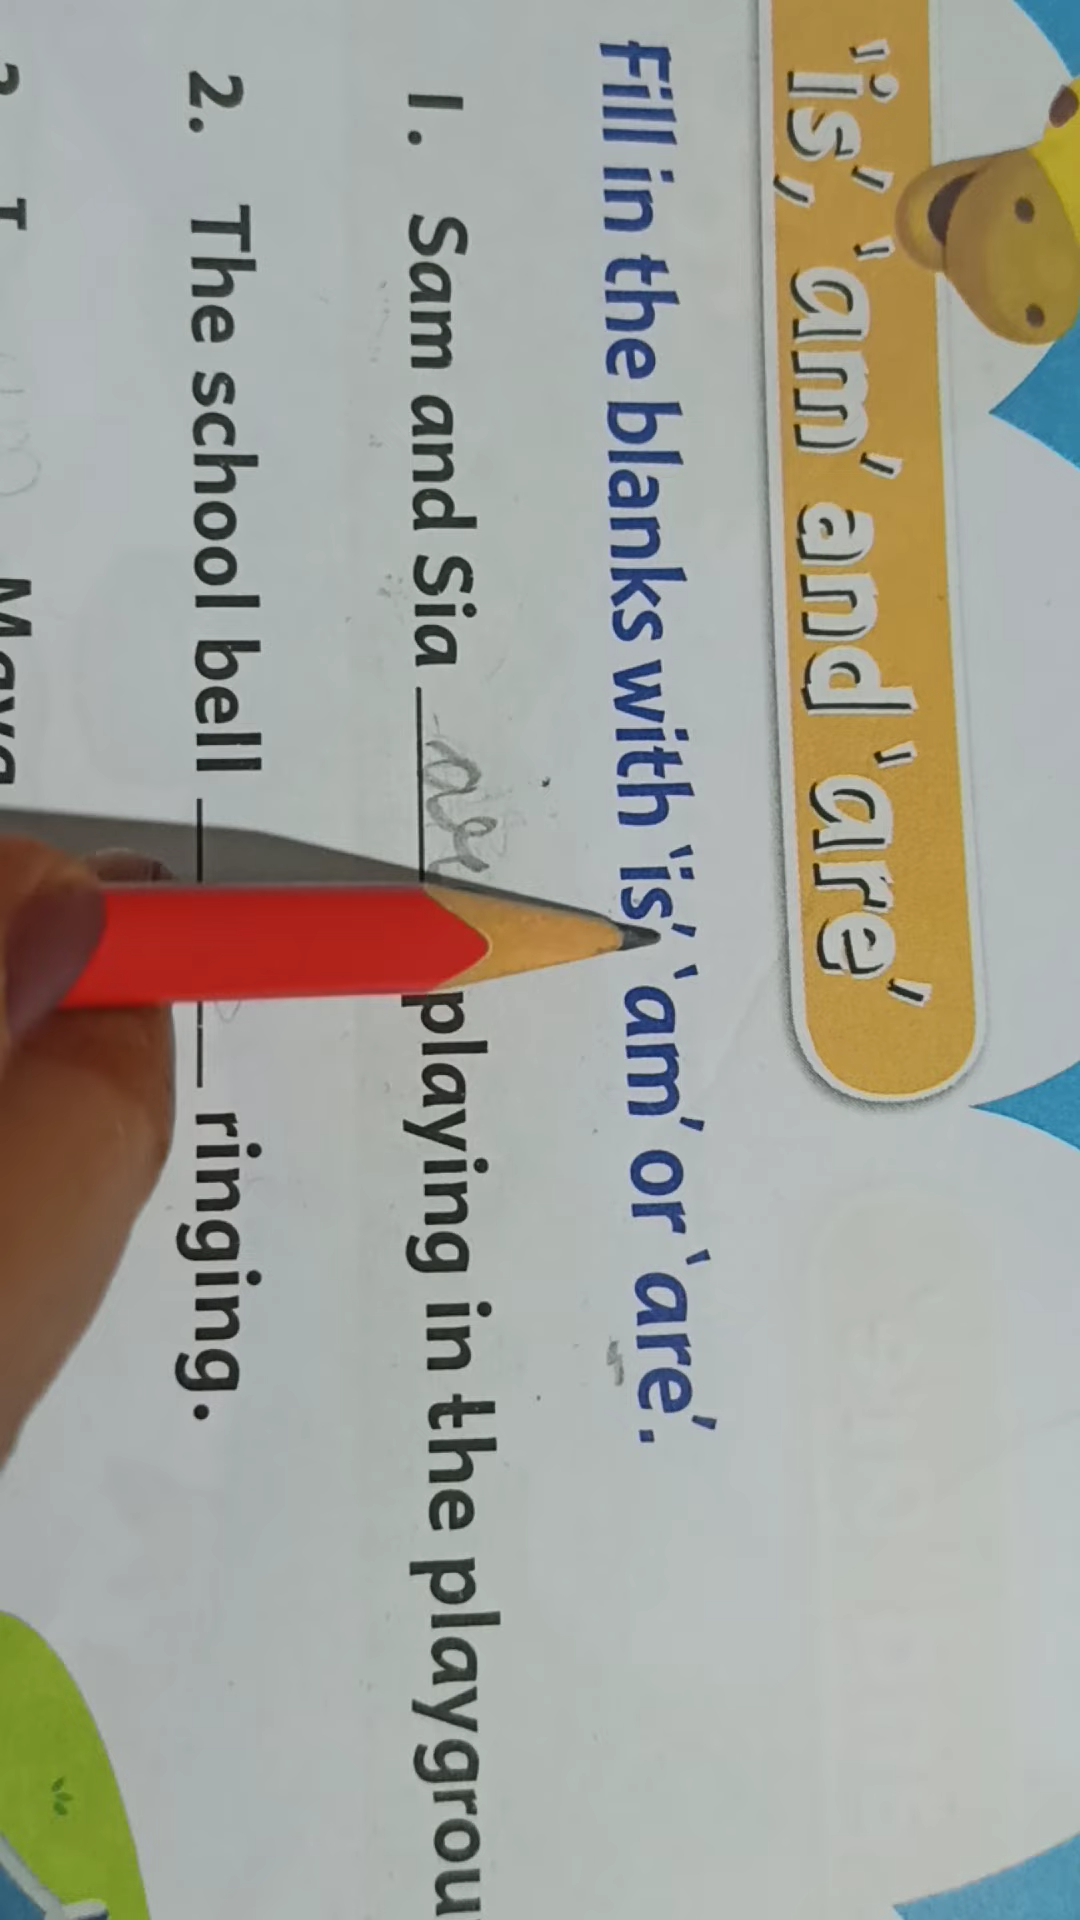 'is', 'am' and 'are'
Fill in the blanks with 'is', 'am' or 'are'.
1. Sam and Sia are playing in the playgrou
2. The school bell ____ ringing.